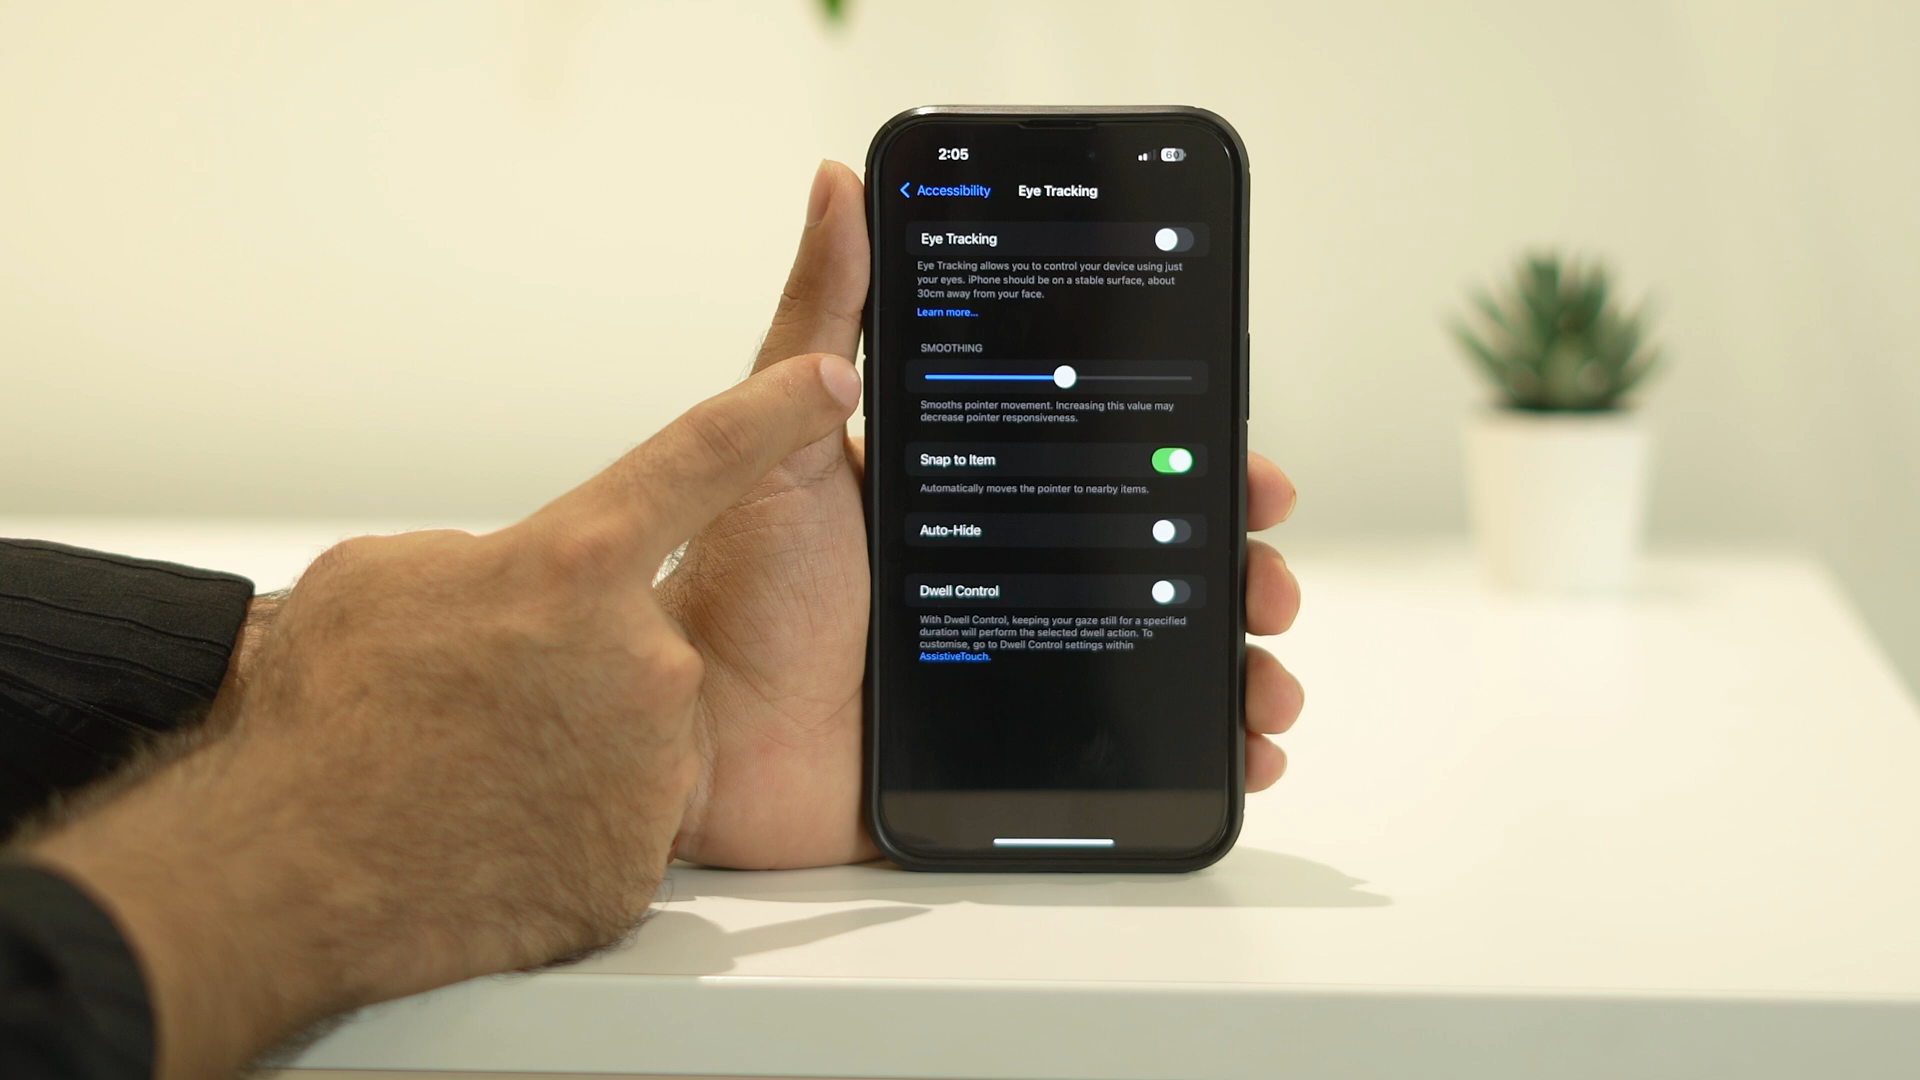 2:05
60
Accessibility
Eye Tracking
Eye Tracking
Eye Tracking allows you to control your device using just
your eyes. iPhone should be on a stable surface, about
30cm away from your face.
Learn more...
SMOOTHING
Smooths pointer movement. Increasing this value may
decrease pointer responsiveness.
Snap to Item
Automatically moves the pointer to nearby items.
Auto-Hide
Dwell Control
With Dwell Control, keeping your gaze still for a specified
duration will perform the selected dwell action. To
customise, go to Dwell Control settings within
AssistiveTouch.